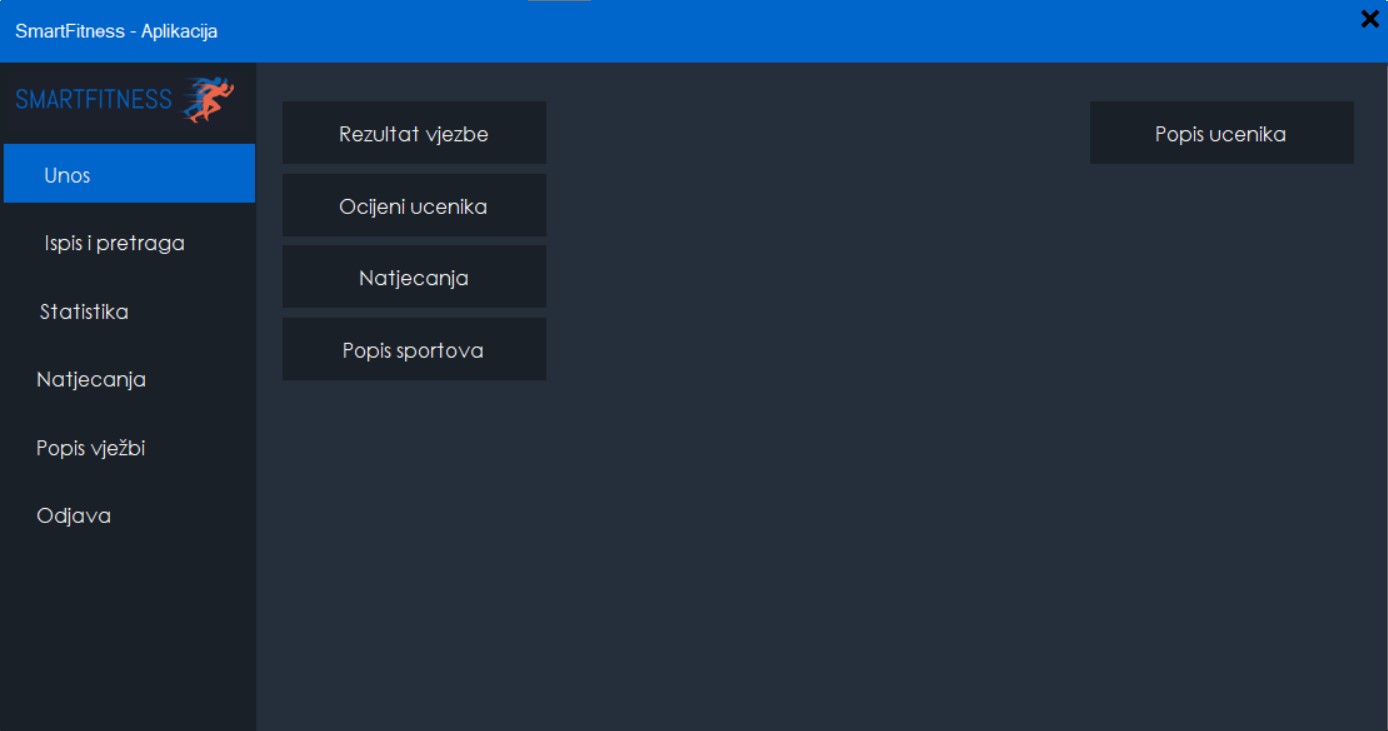 SmartFitness - Aplikacija
SMARTFITNESS
Unos
Ispis i pretraga
Statistika
Natjecanja
Popis vježbi
Odjava
Rezultat vjezbe
Ocijeni ucenika
Natjecanja
Popis sportova
Popis ucenika